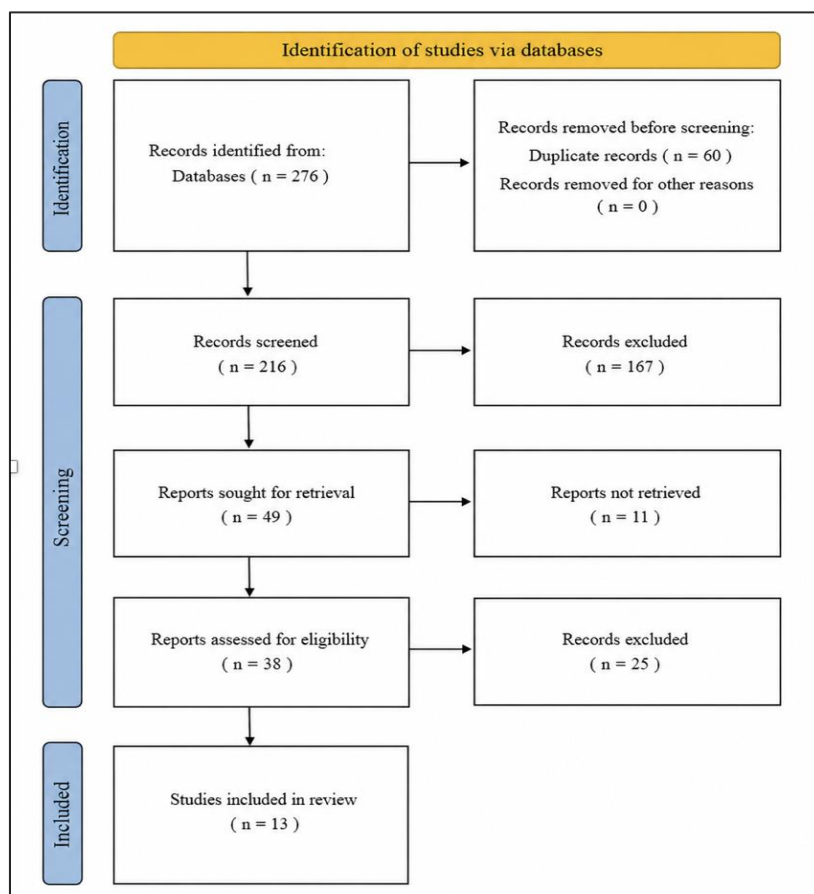 Identification of studies via databases
Identification
Records identified from:
Databases ( n = 276 )
Records removed before screening:
Duplicate records ( n = 60 )
Records removed for other reasons
( n = 0 )
Screening
Records screened
( n = 216 )
Records excluded
( n = 167 )
Reports sought for retrieval
( n = 49 )
Reports not retrieved
( n = 11 )
Reports assessed for eligibility
( n = 38 )
Records excluded
( n = 25 )
Included
Studies included in review
( n = 13 )